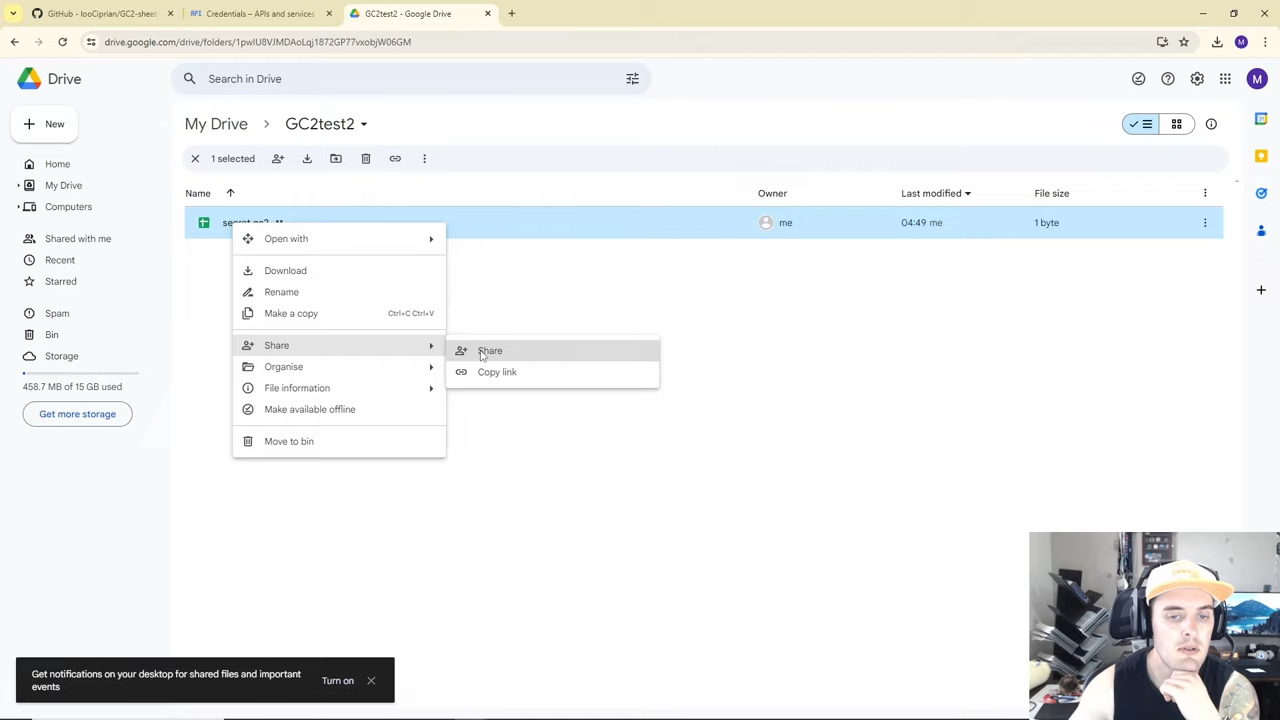 GitHub - looCiprian/GC2-sheet
Credentials – APIs and services
GC2test2 - Google Drive
drive.google.com/drive/folders/1pwIU8VJMDAoLqj1872GP77vxobjW06GM
M
Drive
Search in Drive
M
New
My Drive
GC2test2
1 selected
Home
My Drive
Computers
Shared with me
Recent
Starred
Spam
Bin
Storage
458.7 MB of 15 GB used
Get more storage
Name
Owner
Last modified
File size
secret gc2
me
04:49 me
1 byte
Open with
Download
Rename
Make a copy
Ctrl+C Ctrl+V
Share
Organise
File information
Make available offline
Move to bin
Share
Copy link
Get notifications on your desktop for shared files and important
events
Turn on